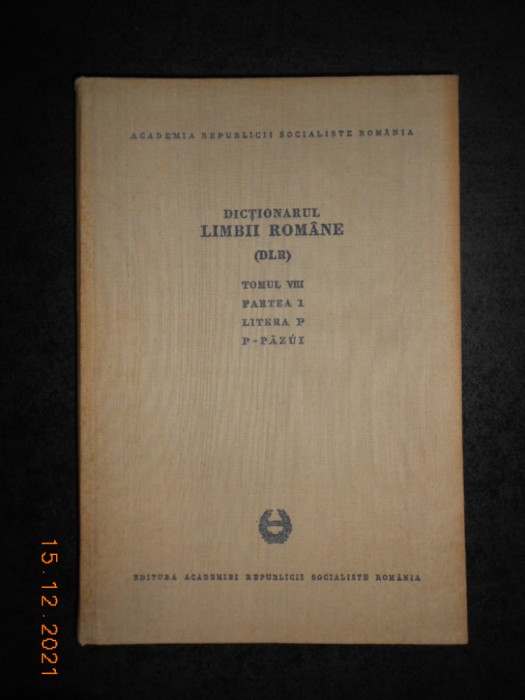 ACADEMIA REPUBLICII SOCIALISTE ROMÂNIA
DICȚIONARUL
LIMBII ROMÂNE
(DLR)
TOMUL VIII
PARTEA 1
LITERA P
P-PĂZÚI
EDITURA ACADEMIEI REPUBLICII SOCIALISTE ROMÂNIA
15.12.2021